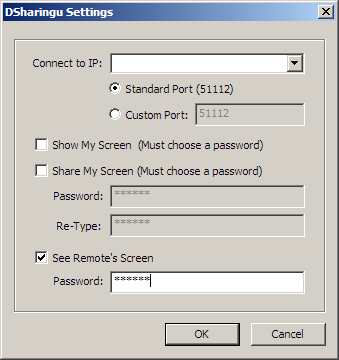 DSharingu Settings
Connect to IP:
Standard Port (51112)
Custom Port: 51112
Show My Screen (Must choose a password)
Share My Screen (Must choose a password)
Password: ******
Re-Type: ******
See Remote's Screen
Password: ******
OK Cancel